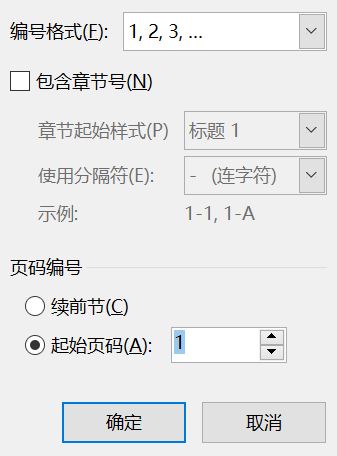 编号格式(F): 1, 2, 3, ...
包含章节号(N)
章节起始样式(P) 标题 1
使用分隔符(E): - (连字符)
示例: 1-1, 1-A
页码编号
续前节(C)
起始页码(A): 1
确定 取消